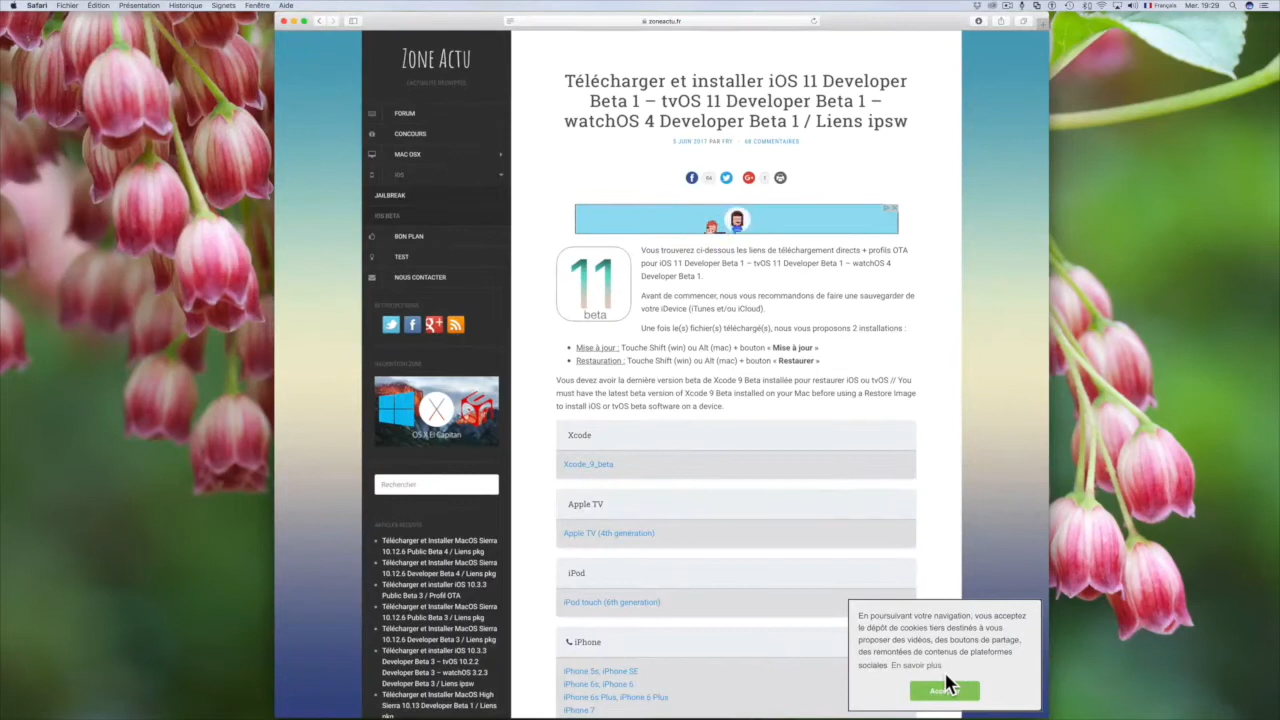 Safari Fichier Édition Présentation Historique Signets Fenêtre Aide
Français Mer. 19:29
zoneactu.fr
ZONE ACTU
FORUM
CONCOURS
MAC OSX +
IOS
JAILBREAK
IOS BETA
BON PLAN
TEST
NOUS CONTACTER
Rechercher
OS X El Capitan
ARTICLES RÉCENTS
Télécharger et Installer MacOS Sierra
10.12.6 Public Beta 4 / Liens pkg
Télécharger et Installer MacOS Sierra
10.12.6 Developer Beta 4 / Liens pkg
Télécharger et installer iOS 10.3.3
Public Beta 3 / Profil OTA
Télécharger et Installer MacOS Sierra
10.12.6 Public Beta 3 / Liens pkg
Télécharger et Installer MacOS Sierra
10.12.6 Developer Beta 3 / Liens pkg
Télécharger et installer iOS 10.3.3
Developer Beta 3 – tvOS 10.2.2
Developer Beta 3 – watchOS 3.2.3
Developer Beta 3 / Liens ipsw
Télécharger et Installer MacOS High
Sierra 10.13 Developer Beta 1 / Liens
pkg
Télécharger et installer iOS 11 Developer
Beta 1 – tvOS 11 Developer Beta 1 –
watchOS 4 Developer Beta 1 / Liens ipsw
5 JUIN 2017 PAR FRY 68 COMMENTAIRES
64 1
11
beta
Vous trouverez ci-dessous les liens de téléchargement directs + profils OTA
pour iOS 11 Developer Beta 1 – tvOS 11 Developer Beta 1 – watchOS 4
Developer Beta 1.
Avant de commencer, nous vous recommandons de faire une sauvegarder de
votre iDevice (iTunes et/ou iCloud).
Une fois le(s) fichier(s) téléchargé(s), nous vous proposons 2 installations :
Mise à jour : Touche Shift (win) ou Alt (mac) + bouton « Mise à jour »
Restauration : Touche Shift (win) ou Alt (mac) + bouton « Restaurer »
Vous devez avoir la dernière version beta de Xcode 9 Beta installée pour restaurer iOS ou tvOS // You
must have the latest beta version of Xcode 9 Beta installed on your Mac before using a Restore Image
to install iOS or tvOS beta software on a device.
Xcode
Xcode_9_beta
Apple TV
Apple TV (4th generation)
iPod
iPod touch (6th generation)
iPhone
iPhone 5s, iPhone SE
iPhone 6s, iPhone 6
iPhone 6s Plus, iPhone 6 Plus
iPhone 7
En poursuivant votre navigation, vous acceptez
le dépôt de cookies tiers destinés à vous
proposer des vidéos, des boutons de partage,
des remontées de contenus de plateformes
sociales En savoir plus